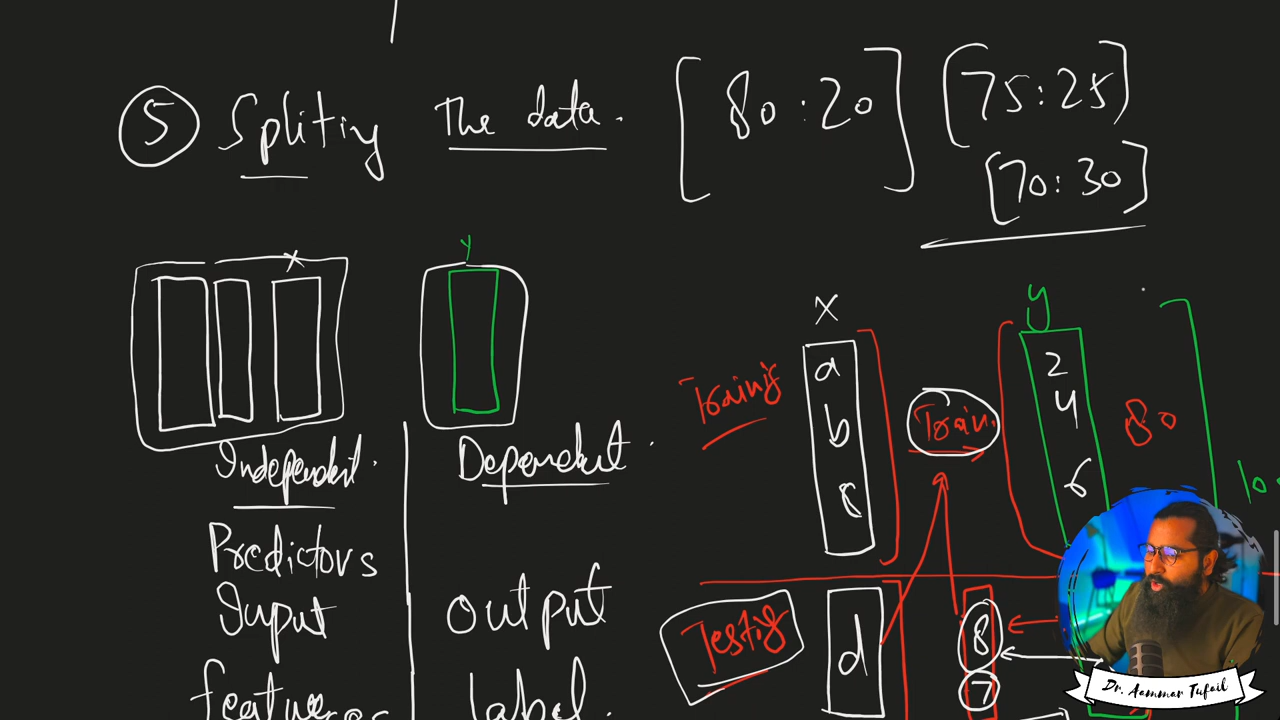 5 Spliting The data. [80:20] [75:25]
[70:30]
X y
X y
Training a Train. 2
b 4 80
c 6
Independent. Dependent.
Predictors
Input output
Testing d 8
7
features Label
Dr. Aammar Tufail